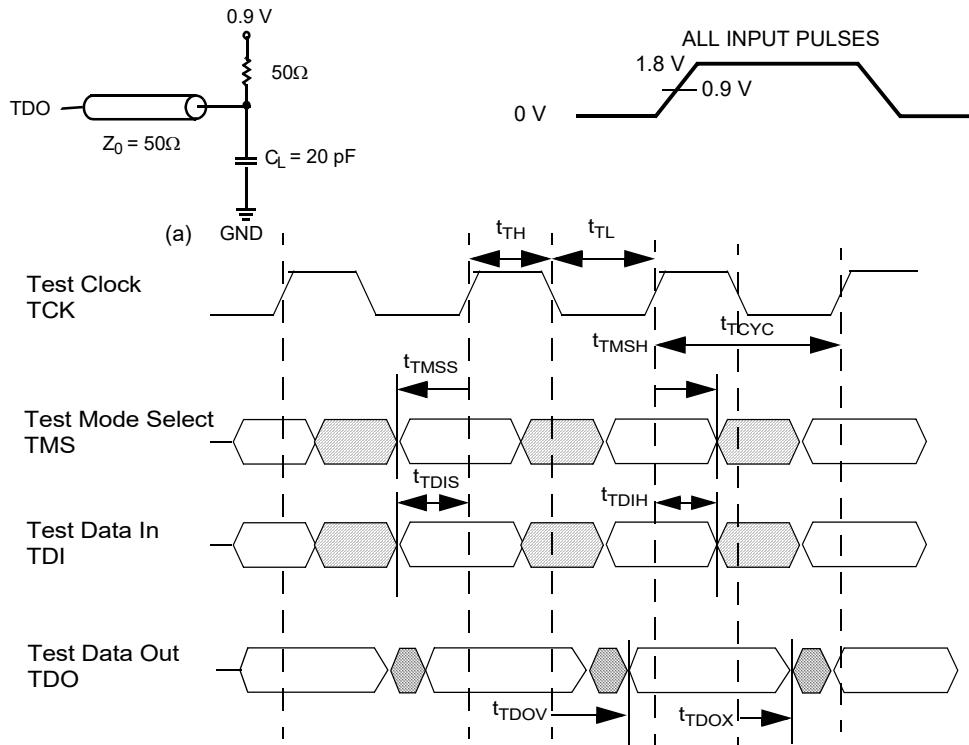 0.9 V
50Ω
TDO
Z0 = 50Ω
CL = 20 pF
(a) GND
ALL INPUT PULSES
1.8 V
0.9 V
0 V
tTH
tTL
Test Clock
TCK
tTCYC
tTMSH
tTMSS
Test Mode Select
TMS
tTDIS
tTDIH
Test Data In
TDI
Test Data Out
TDO
tTDOV
tTDOX